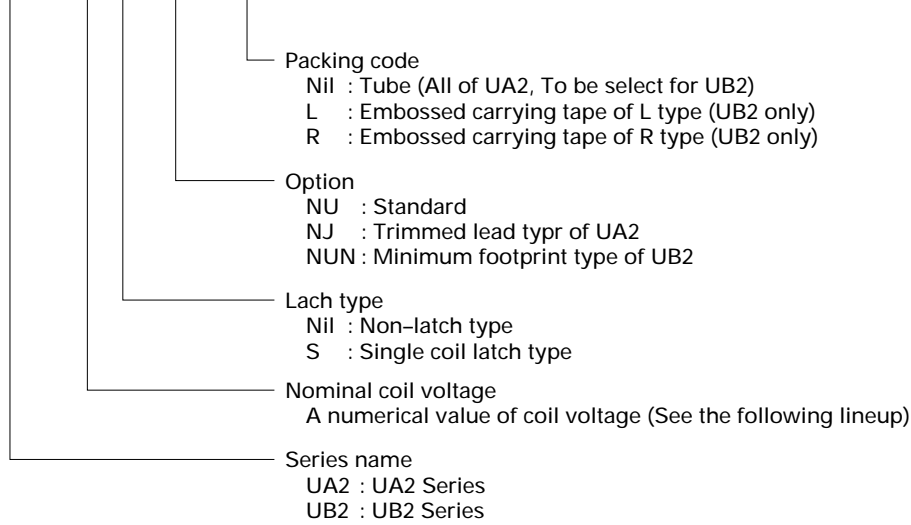 Packing code
Nil : Tube (All of UA2, To be select for UB2)
L : Embossed carrying tape of L type (UB2 only)
R : Embossed carrying tape of R type (UB2 only)
Option
NU : Standard
NJ : Trimmed lead typr of UA2
NUN : Minimum footprint type of UB2
Lach type
Nil : Non–latch type
S : Single coil latch type
Nominal coil voltage
A numerical value of coil voltage (See the following lineup)
Series name
UA2 : UA2 Series
UB2 : UB2 Series